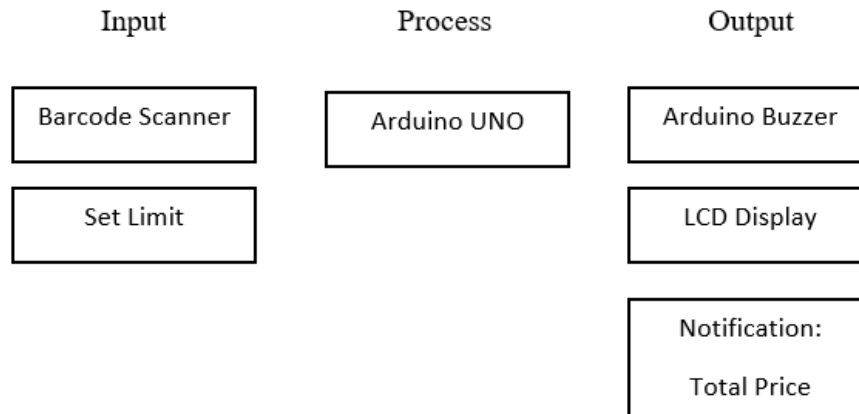 Input Process Output
Barcode Scanner Arduino UNO Arduino Buzzer
Set Limit LCD Display
Notification:
Total Price